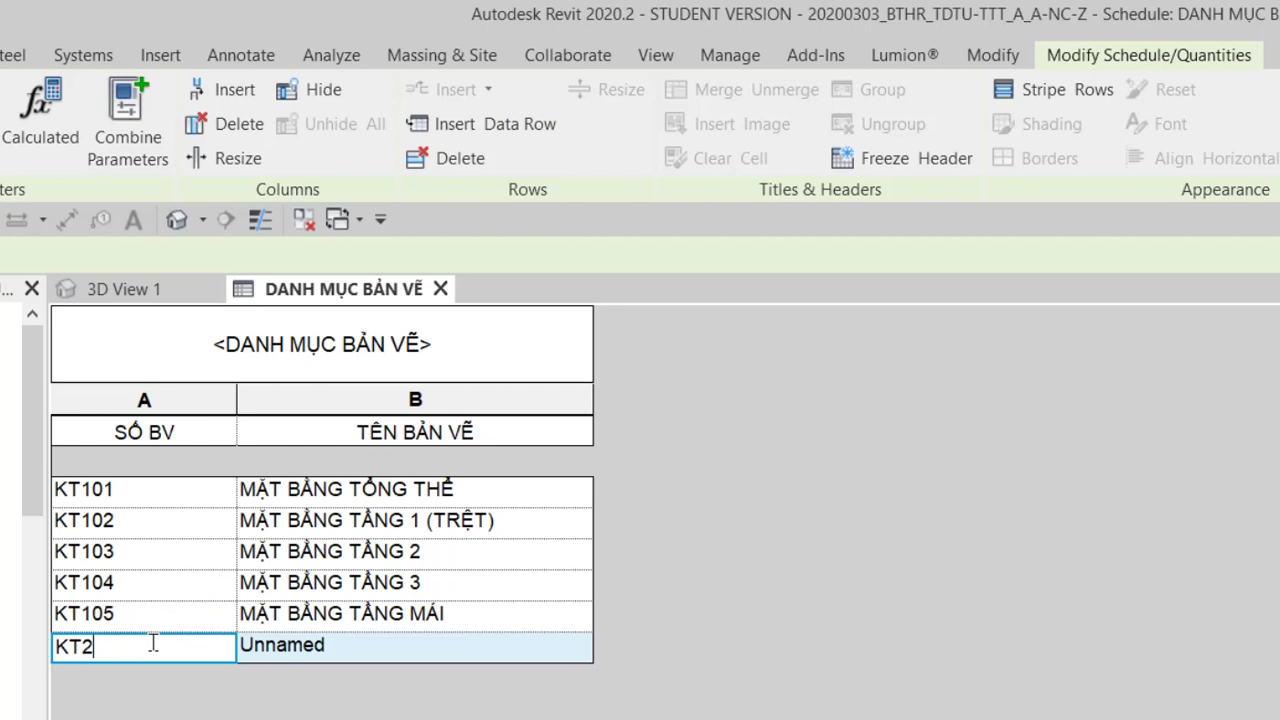 Autodesk Revit 2020.2 - STUDENT VERSION - 20200303_BTHR_TDTU-TTT_A_A-NC-Z - Schedule: DANH MỤC B
teel Systems Insert Annotate Analyze Massing & Site Collaborate View Manage Add-Ins Lumion® Modify Modify Schedule/Quantities
Insert Hide Insert Resize Merge Unmerge Group Stripe Rows Reset
Calculated Combine Parameters Delete Unhide All Insert Data Row Insert Image Ungroup Shading Font
Resize Delete Clear Cell Freeze Header Borders Align Horizonta
ters Columns Rows Titles & Headers Appearance
... 3D View 1 DANH MỤC BẢN VẼ
<DANH MỤC BẢN VẼ>
A B
SỐ BV TÊN BẢN VẼ
KT101 MẶT BẰNG TỔNG THỂ
KT102 MẶT BẰNG TẦNG 1 (TRỆT)
KT103 MẶT BẰNG TẦNG 2
KT104 MẶT BẰNG TẦNG 3
KT105 MẶT BẰNG TẦNG MÁI
KT2 Unnamed